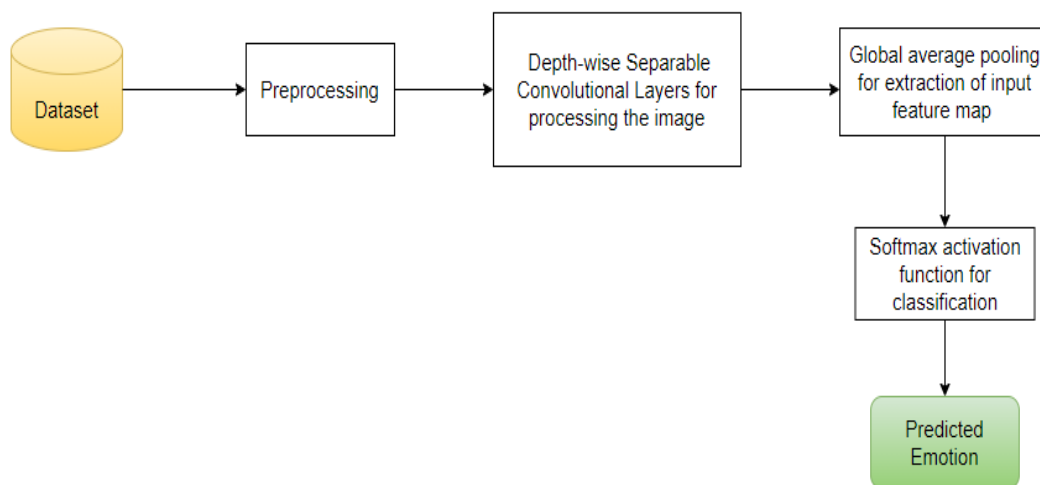 Dataset
Preprocessing
Depth-wise Separable
Convolutional Layers for
processing the image
Global average pooling
for extraction of input
feature map
Softmax activation
function for
classification
Predicted
Emotion